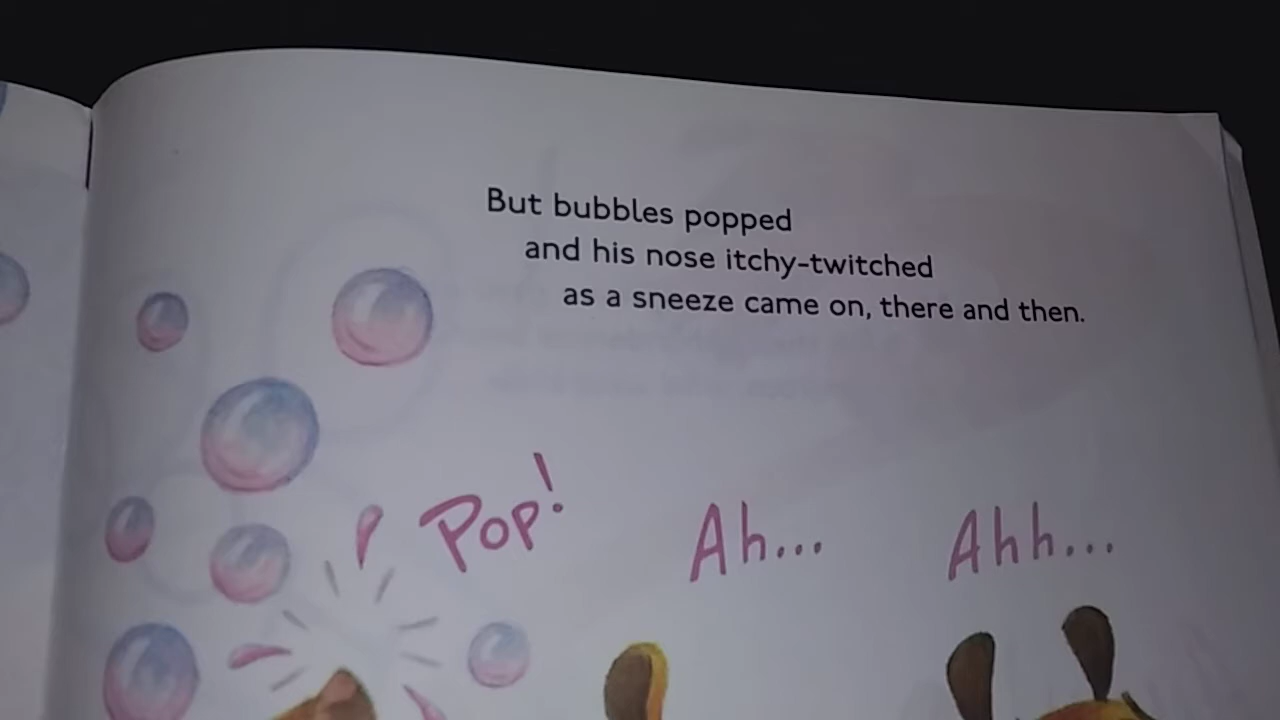 But bubbles popped
and his nose itchy-twitched
as a sneeze came on, there and then.
Pop! Ah... Ahh...